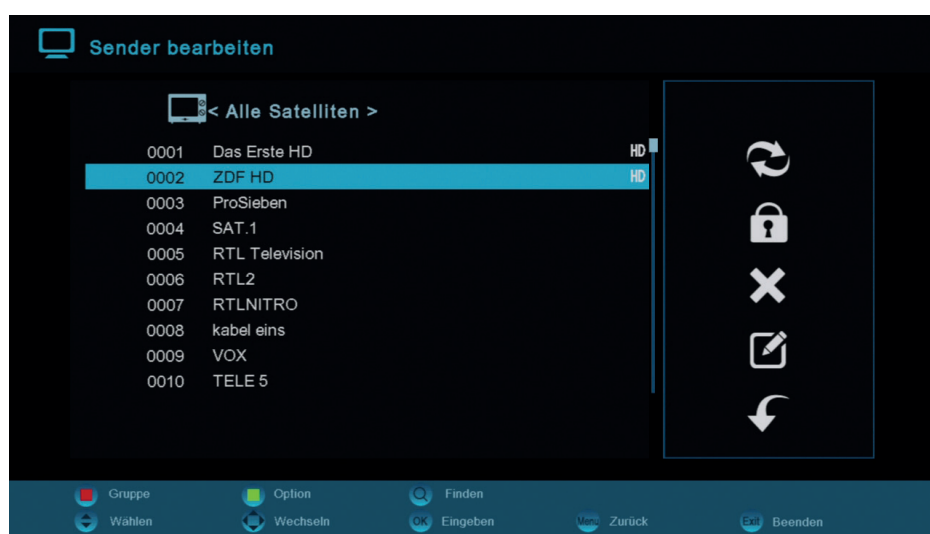 Sender bearbeiten
< Alle Satelliten >
0001 Das Erste HD HD
0002 ZDF HD HD
0003 ProSieben
0004 SAT.1
0005 RTL Television
0006 RTL2
0007 RTLNITRO
0008 kabel eins
0009 VOX
0010 TELE 5
Gruppe Option Finden
Wählen Wechseln OK Eingeben Menu Zurück Exit Beenden